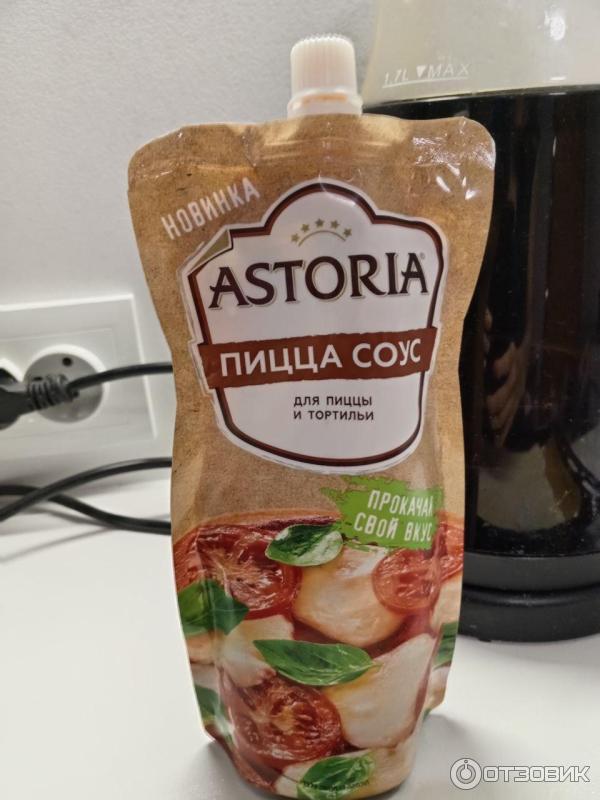 1.7L ▼MAX
НОВИНКА
ASTORIA®
ПИЦЦА СОУС
ДЛЯ ПИЦЦЫ
И ТОРТИЛЬИ
ПРОКАЧАЙ
СВОЙ ВКУС
ОТЗОВИК